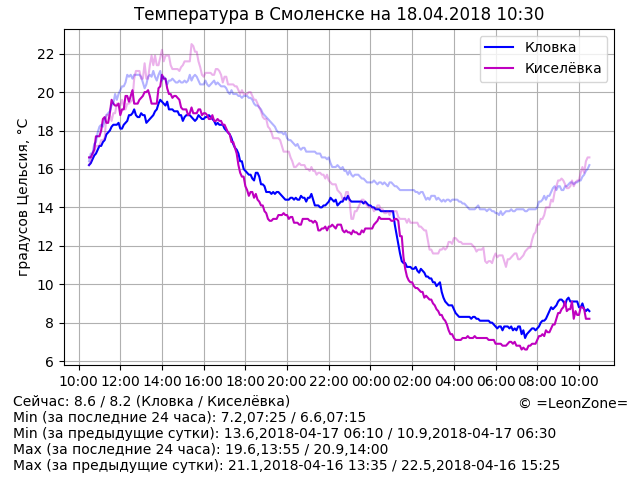 Температура в Смоленске на 18.04.2018 10:30
Кловка
Киселёвка
градусов Цельсия, °C
22
20
18
16
14
12
10
8
6
10:00 12:00 14:00 16:00 18:00 20:00 22:00 00:00 02:00 04:00 06:00 08:00 10:00
Сейчас: 8.6 / 8.2 (Кловка / Киселёвка)
© =LeonZone=
Min (за последние 24 часа): 7.2,07:25 / 6.6,07:15
Min (за предыдущие сутки): 13.6,2018-04-17 06:10 / 10.9,2018-04-17 06:30
Max (за последние 24 часа): 19.6,13:55 / 20.9,14:00
Max (за предыдущие сутки): 21.1,2018-04-16 13:35 / 22.5,2018-04-16 15:25